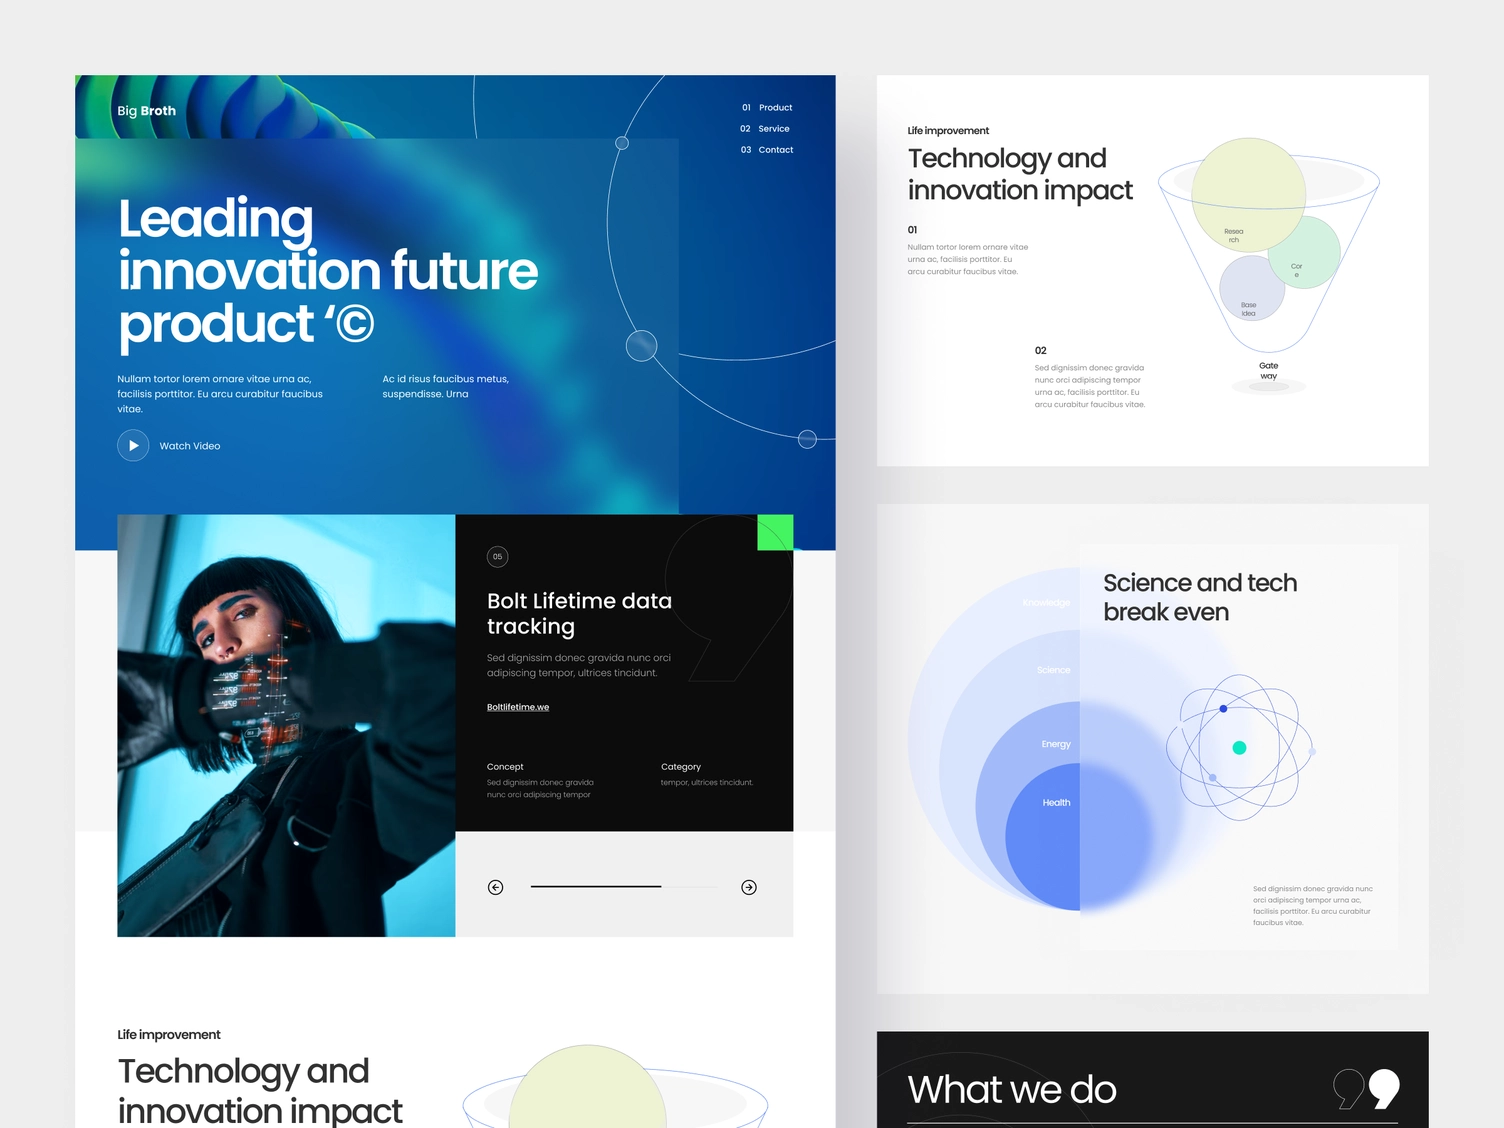 Big Broth
01 Product
02 Service
03 Contact
Leading
innovation future
product ‘©
Nullam tortor lorem ornare vitae urna ac,
facilisis porttitor. Eu arcu curabitur faucibus
vitae.
Ac id risus faucibus metus,
suspendisse. Urna
Watch Video
05
Bolt Lifetime data
tracking
Sed dignissim donec gravida nunc orci
adipiscing tempor, ultrices tincidunt.
Boltlifetime.we
Concept
Sed dignissim donec gravida
nunc orci adipiscing tempor
Category
tempor, ultrices tincidunt.
Life improvement
Technology and
innovation impact
Life improvement
Technology and
innovation impact
01
Nullam tortor lorem ornare vitae
urna ac, facilisis porttitor. Eu
arcu curabitur faucibus vitae.
02
Sed dignissim donec gravida
nunc orci adipiscing tempor
urna ac, facilisis porttitor. Eu
arcu curabitur faucibus vitae.
Resea
rch
Cor
e
Base
idea
Gate
way
Science and tech
break even
Knowledge
Science
Energy
Health
Sed dignissim donec gravida nunc
orci adipiscing tempor urna ac,
facilisis porttitor. Eu arcu curabitur
faucibus vitae.
What we do